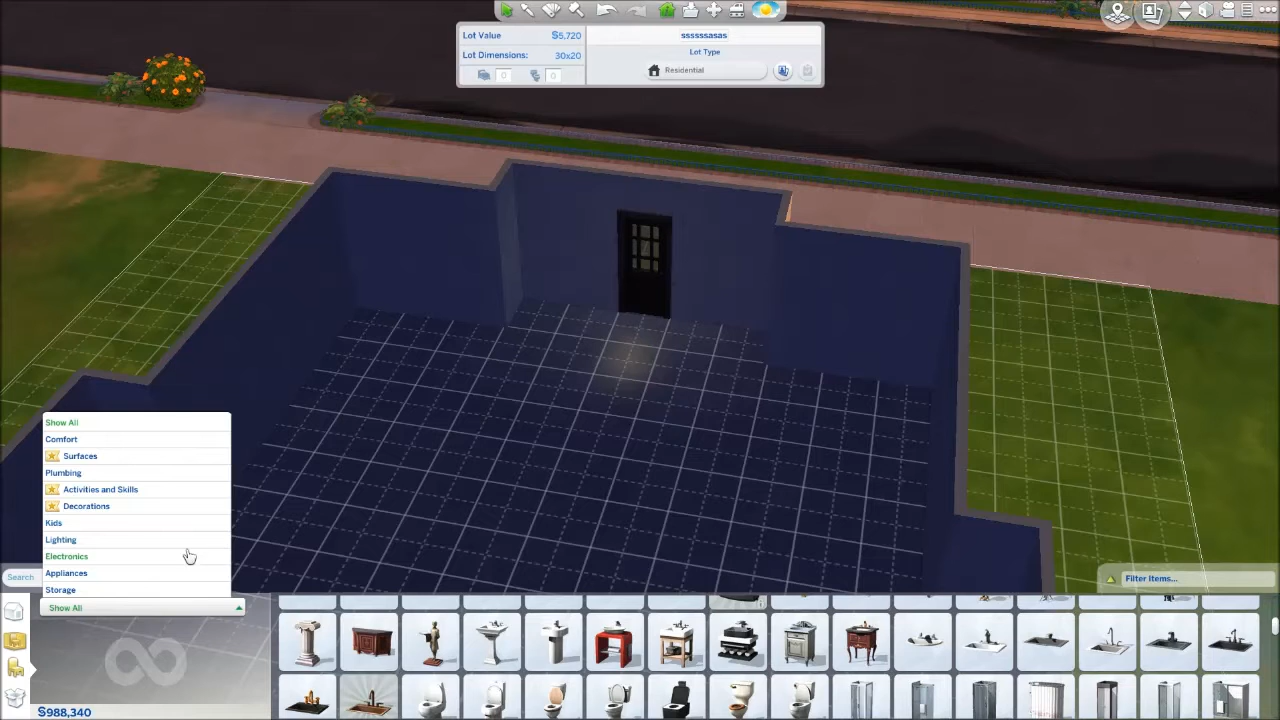 Lot Value §5,720
Lot Dimensions: 30x20
0 0
ssssssasas
Lot Type
Residential
Show All
Comfort
Surfaces
Plumbing
Activities and Skills
Decorations
Kids
Lighting
Electronics
Appliances
Storage
Search
Show All
Filter Items...
§988,340